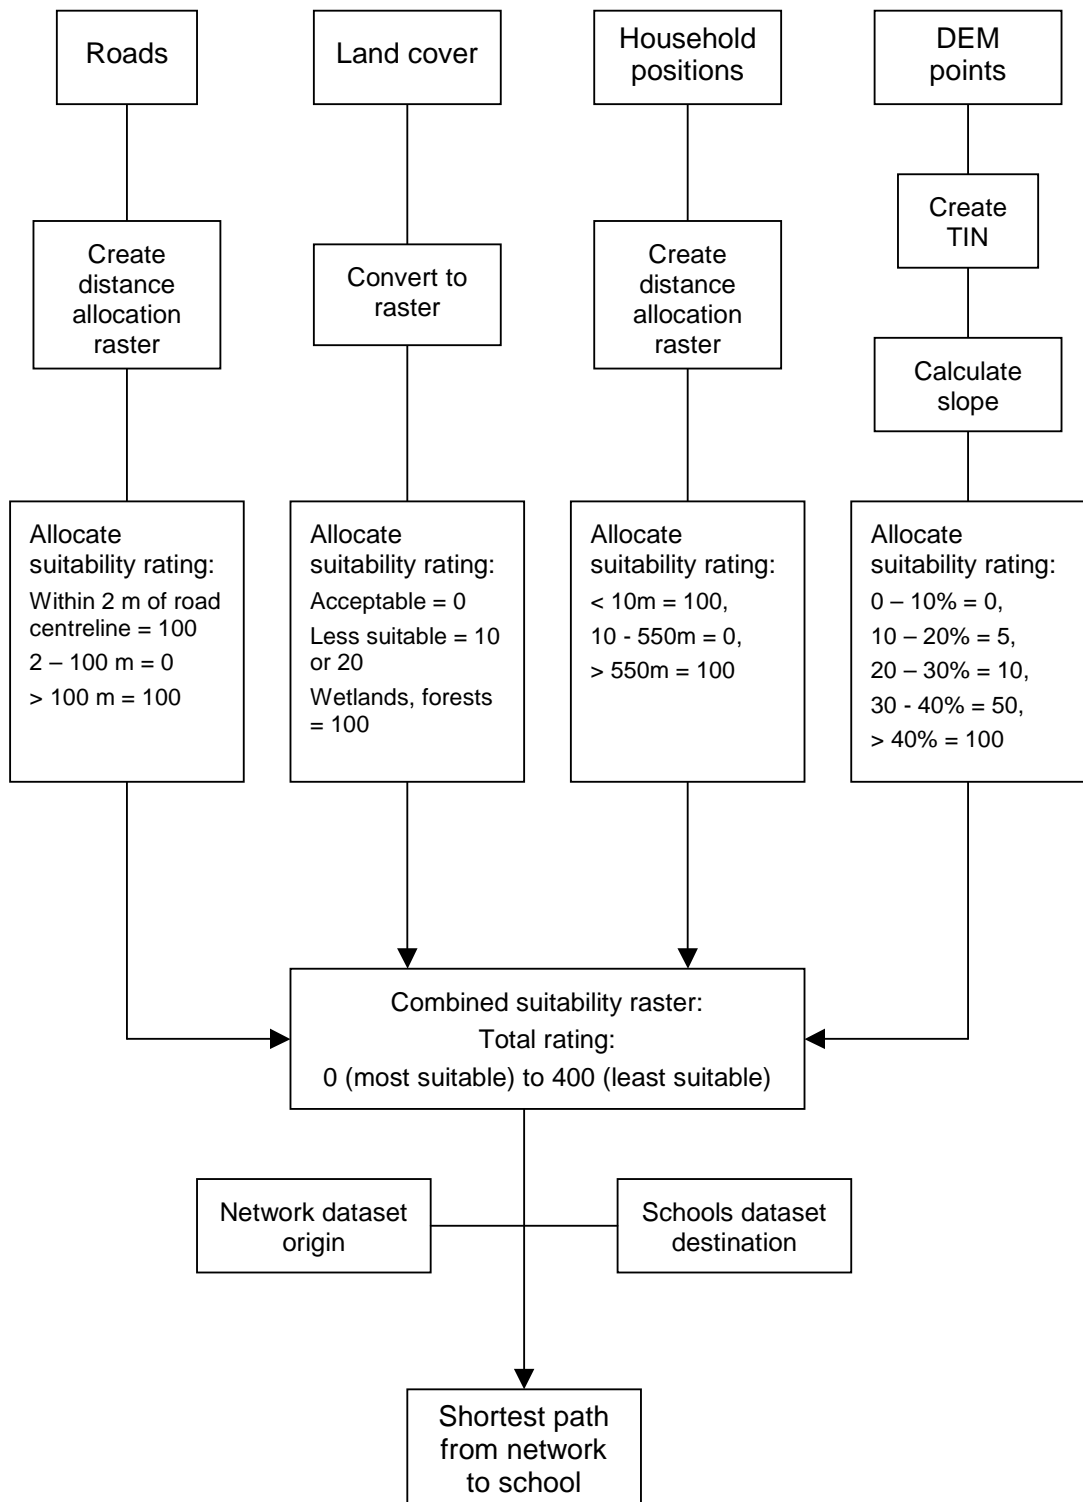 Roads
Land cover
Household
positions
DEM
points
Create
TIN
Create
distance
allocation
raster
Convert to
raster
Create
distance
allocation
raster
Calculate
slope
Allocate
suitability rating:
Within 2 m of road
centreline = 100
2 – 100 m = 0
> 100 m = 100
Allocate
suitability rating:
Acceptable = 0
Less suitable = 10
or 20
Wetlands, forests
= 100
Allocate
suitability rating:
< 10m = 100,
10 - 550m = 0,
> 550m = 100
Allocate
suitability rating:
0 – 10% = 0,
10 – 20% = 5,
20 – 30% = 10,
30 - 40% = 50,
> 40% = 100
Combined suitability raster:
Total rating:
0 (most suitable) to 400 (least suitable)
Network dataset
origin
Schools dataset
destination
Shortest path
from network
to school